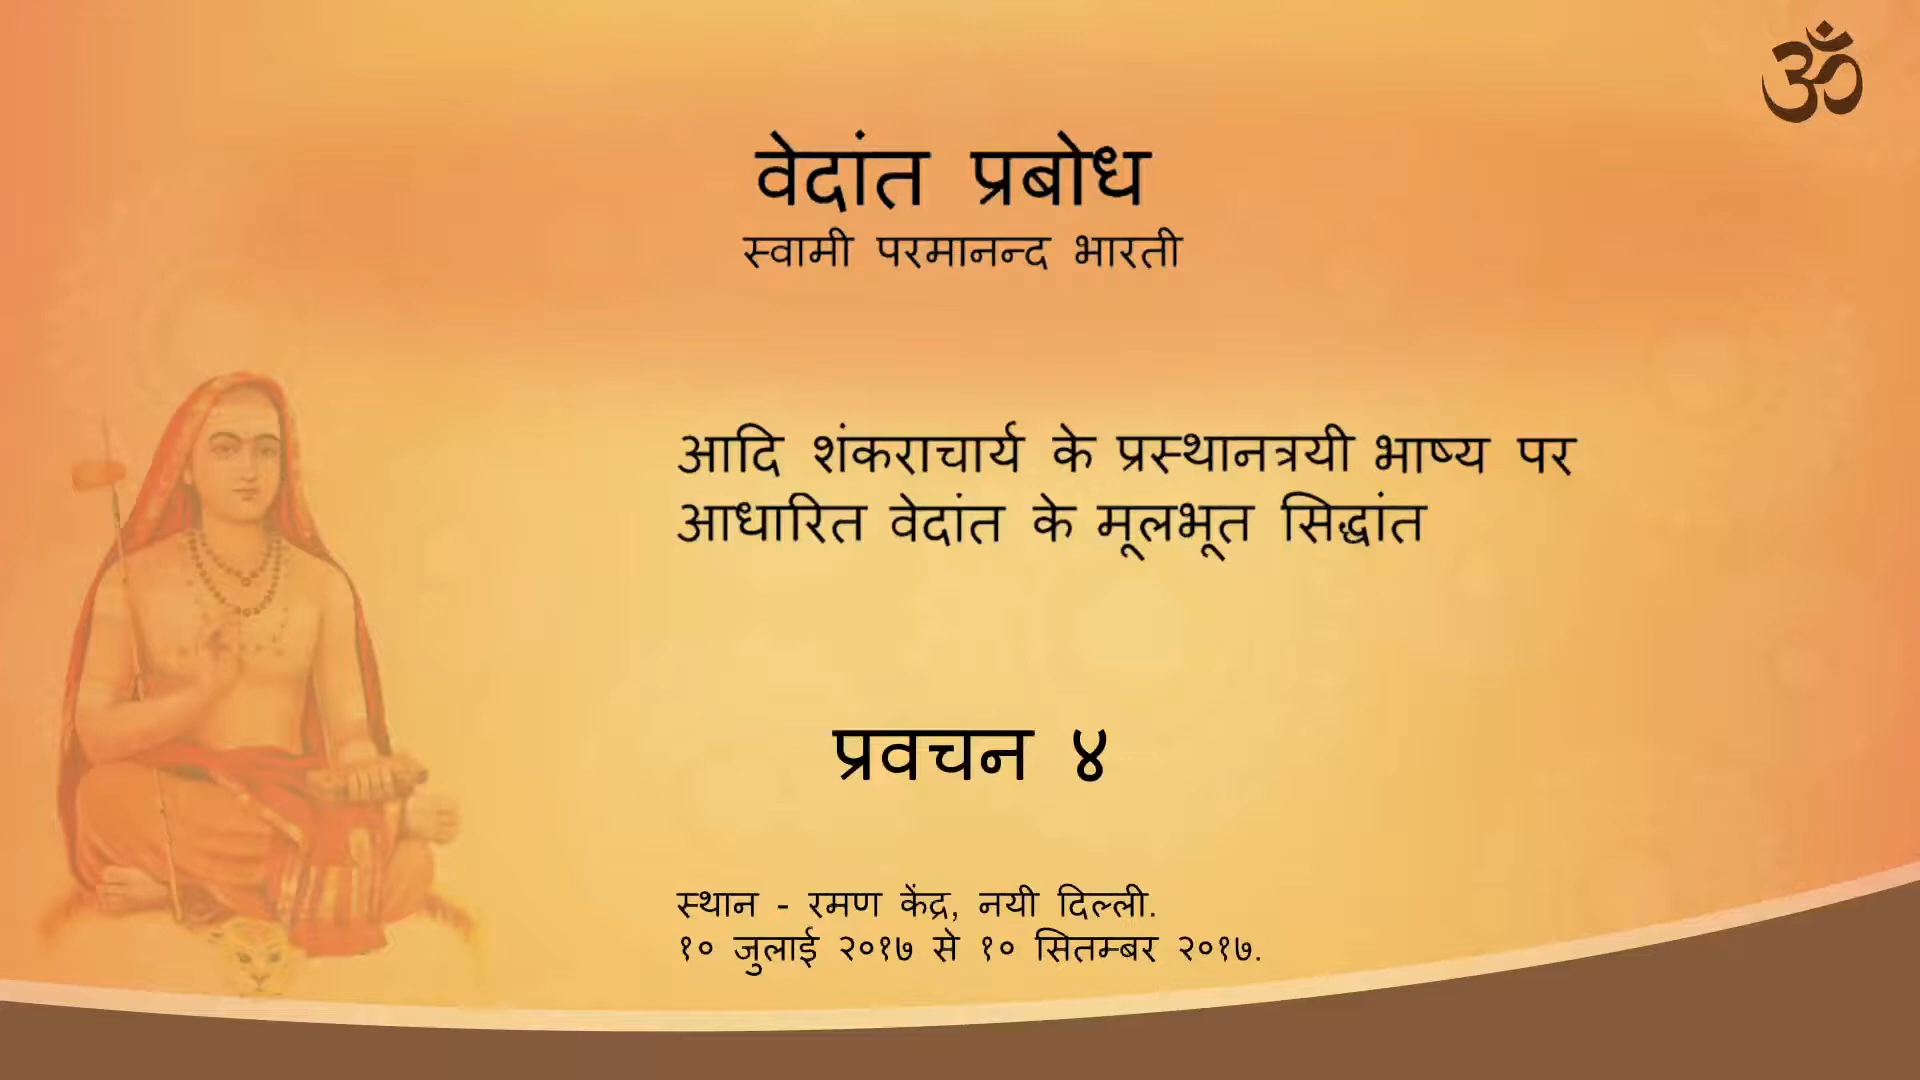 ॐ
वेदांत प्रबोध
स्वामी परमानन्द भारती
आदि शंकराचार्य के प्रस्थानत्रयी भाष्य पर
आधारित वेदांत के मूलभूत सिद्धांत
प्रवचन ४
स्थान - रमण केंद्र, नयी दिल्ली.
१० जुलाई २०१७ से १० सितम्बर २०१७.